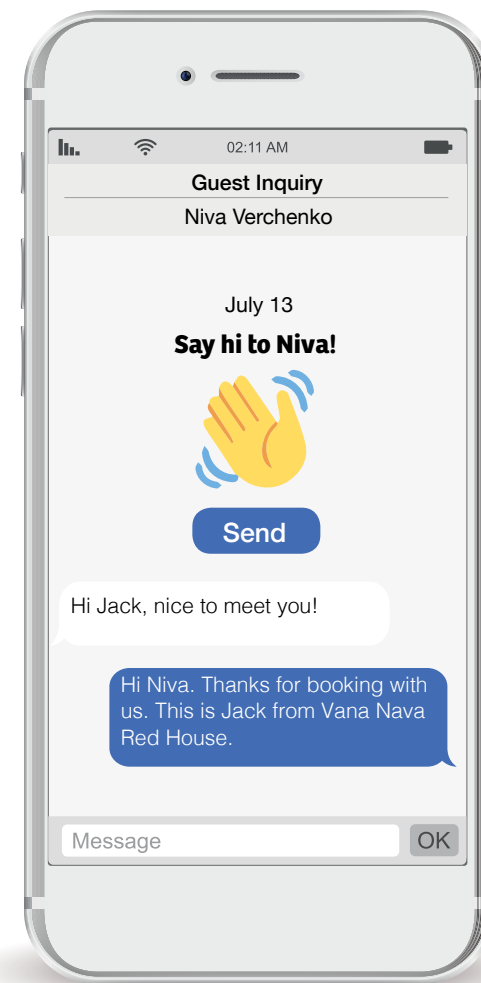 02:11 AM
Guest Inquiry
Niva Verchenko
July 13
Say hi to Niva!
Send
Hi Jack, nice to meet you!
Hi Niva. Thanks for booking with
us. This is Jack from Vana Nava
Red House.
Message
OK